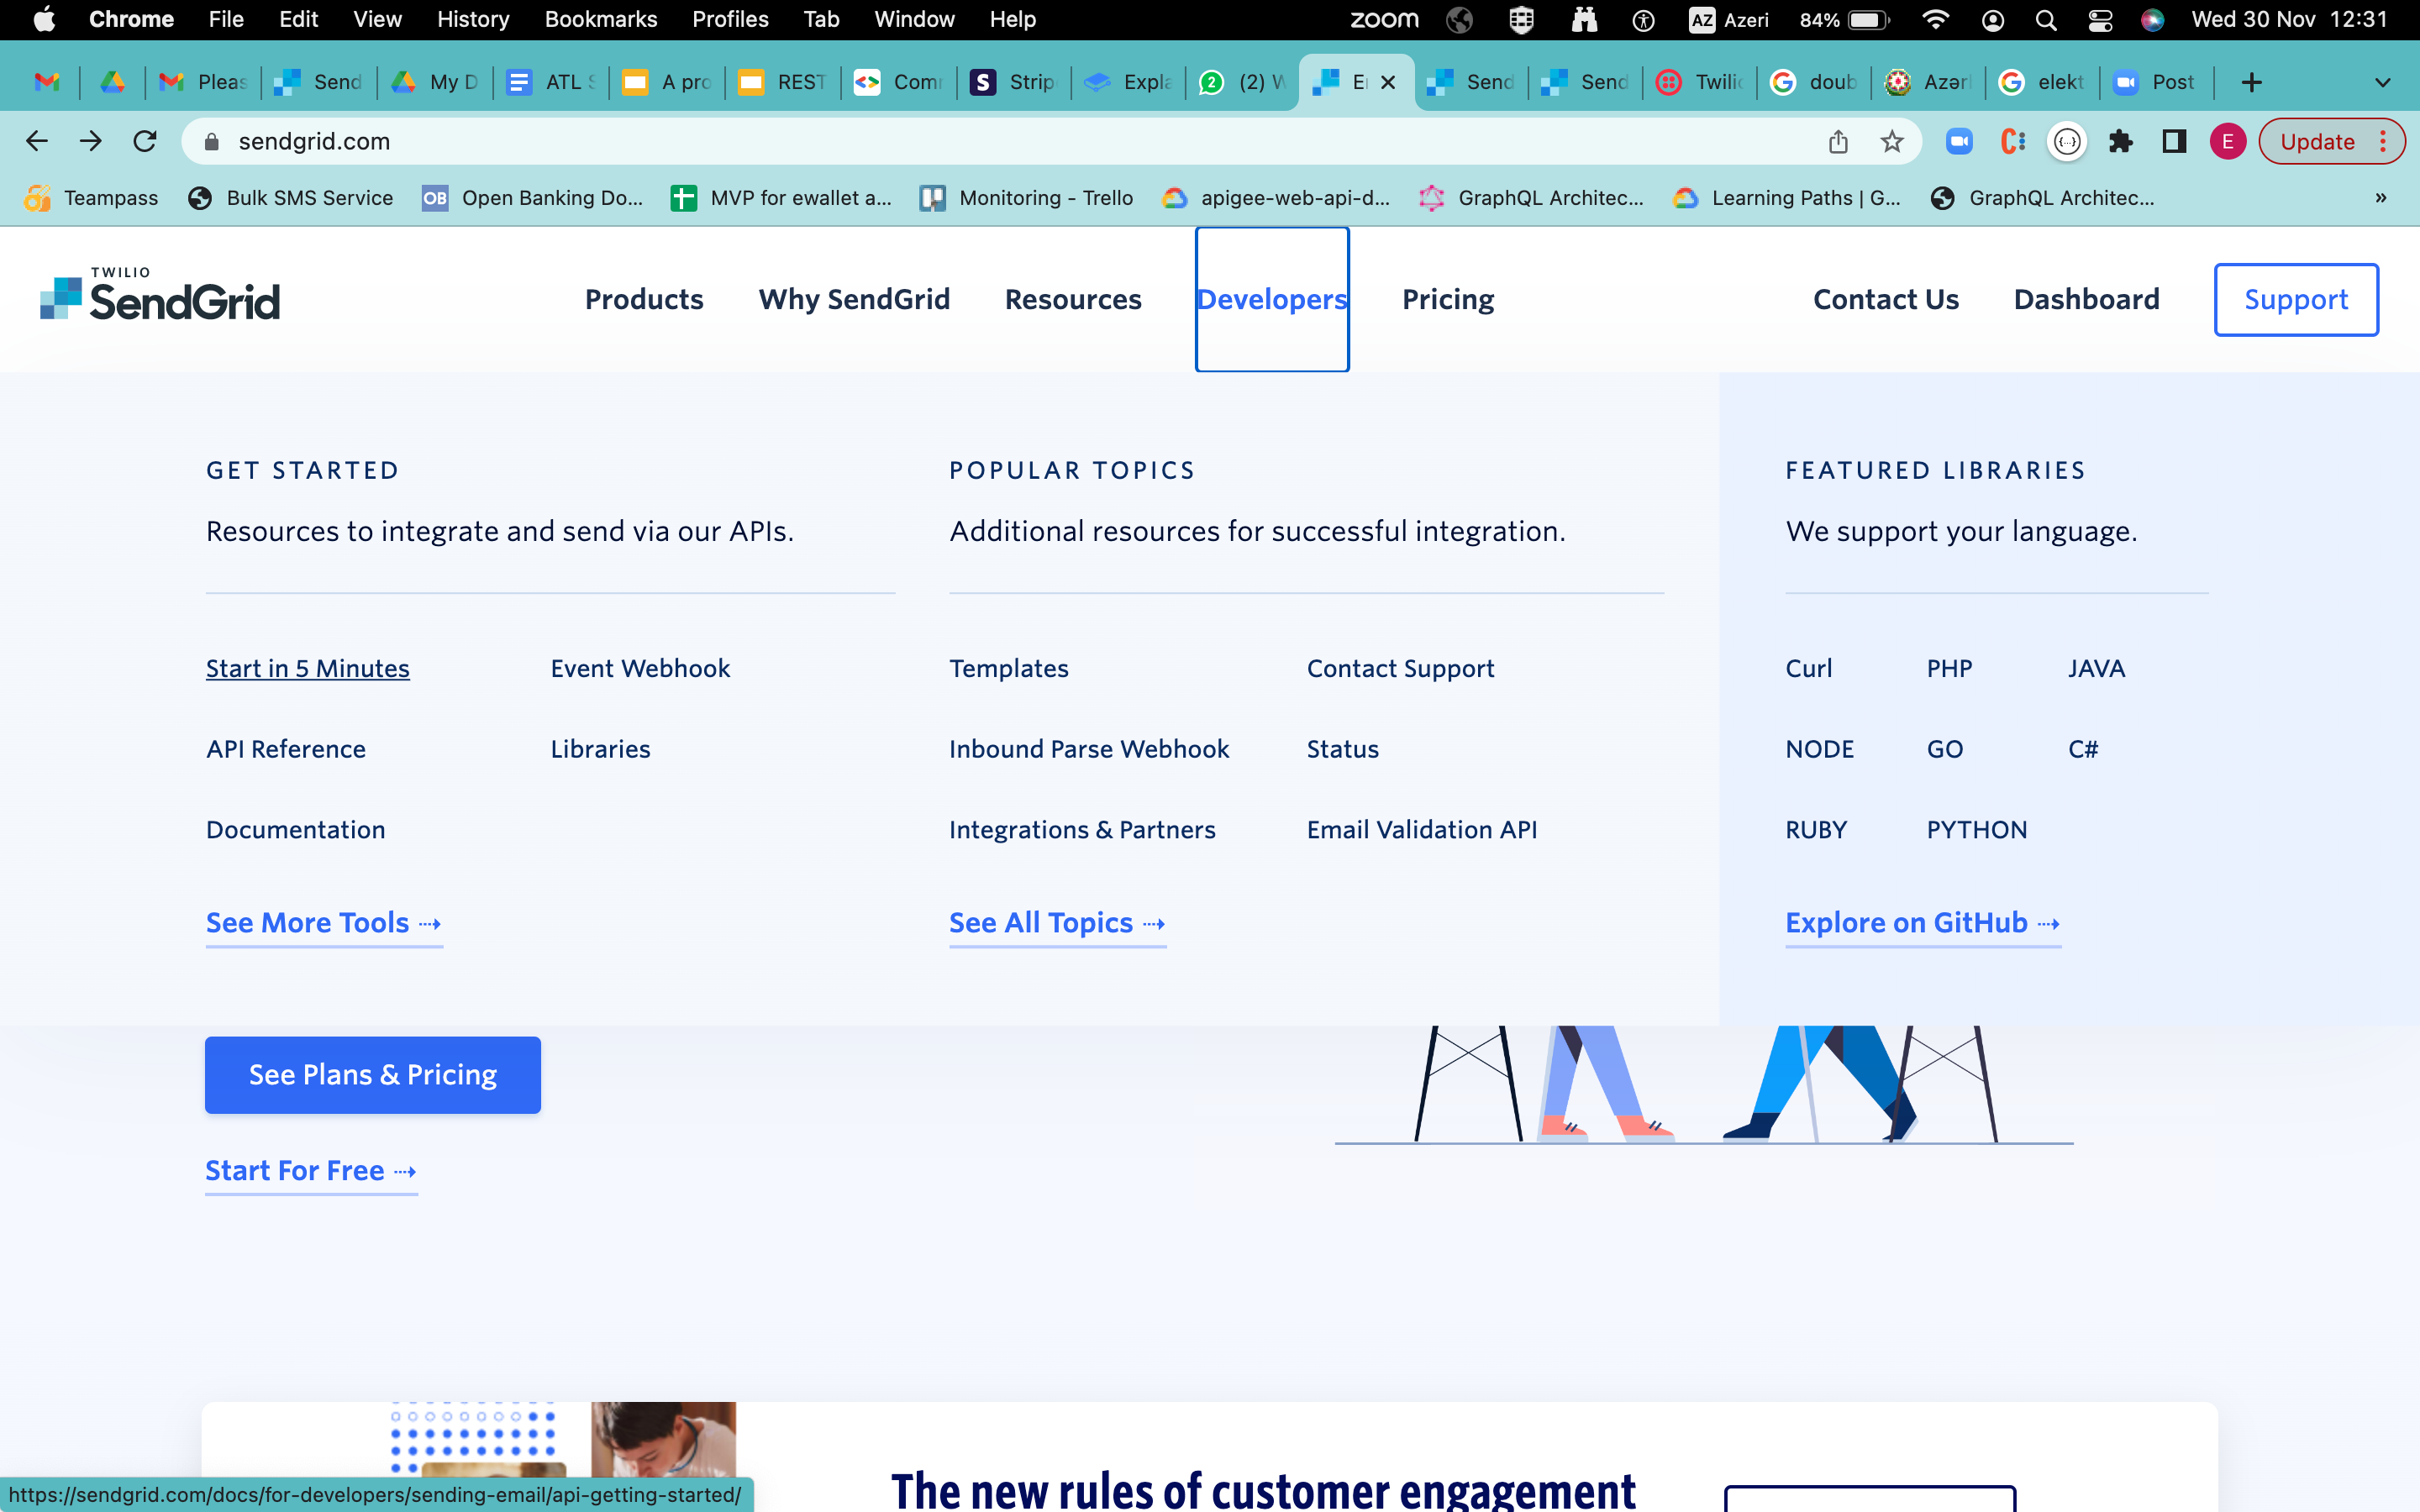 Chrome File Edit View History Bookmarks Profiles Tab Window Help zoom AZ Azeri 84% Wed 30 Nov 12:31
Pleas Send My D ATL S A pro REST Comm Strip Expla (2) W Er Send Send Twilio doub Azər elekt Post
sendgrid.com E Update
Teampass Bulk SMS Service OB Open Banking Do... MVP for ewallet a... Monitoring - Trello apigee-web-api-d... GraphQL Architec... Learning Paths | G... GraphQL Architec... »
TWILIO
SendGrid Products Why SendGrid Resources Developers Pricing Contact Us Dashboard Support
GET STARTED
Resources to integrate and send via our APIs.
Start in 5 Minutes Event Webhook
API Reference Libraries
Documentation
See More Tools
POPULAR TOPICS
Additional resources for successful integration.
Templates Contact Support
Inbound Parse Webhook Status
Integrations & Partners Email Validation API
See All Topics
FEATURED LIBRARIES
We support your language.
Curl PHP JAVA
NODE GO C#
RUBY PYTHON
Explore on GitHub
See Plans & Pricing
Start For Free
The new rules of customer engagement
https://sendgrid.com/docs/for-developers/sending-email/api-getting-started/